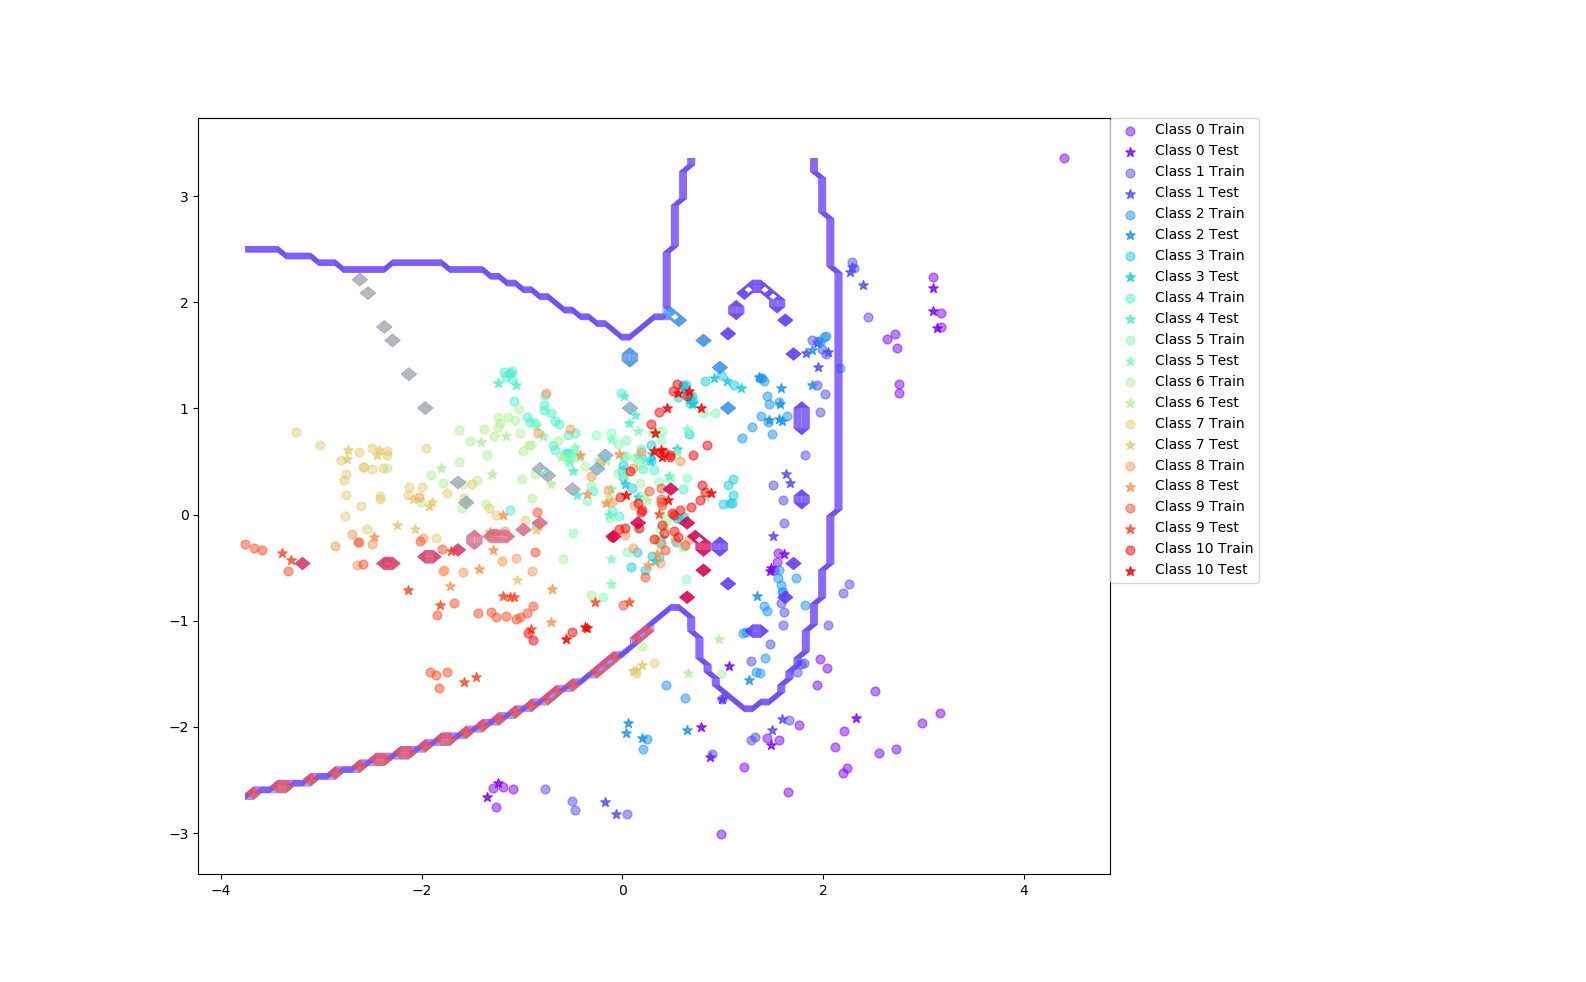 3
2
1
0
−1
−2
−3
−4
−2
0
2
4
Class 0 Train
Class 0 Test
Class 1 Train
Class 1 Test
Class 2 Train
Class 2 Test
Class 3 Train
Class 3 Test
Class 4 Train
Class 4 Test
Class 5 Train
Class 5 Test
Class 6 Train
Class 6 Test
Class 7 Train
Class 7 Test
Class 8 Train
Class 8 Test
Class 9 Train
Class 9 Test
Class 10 Train
Class 10 Test